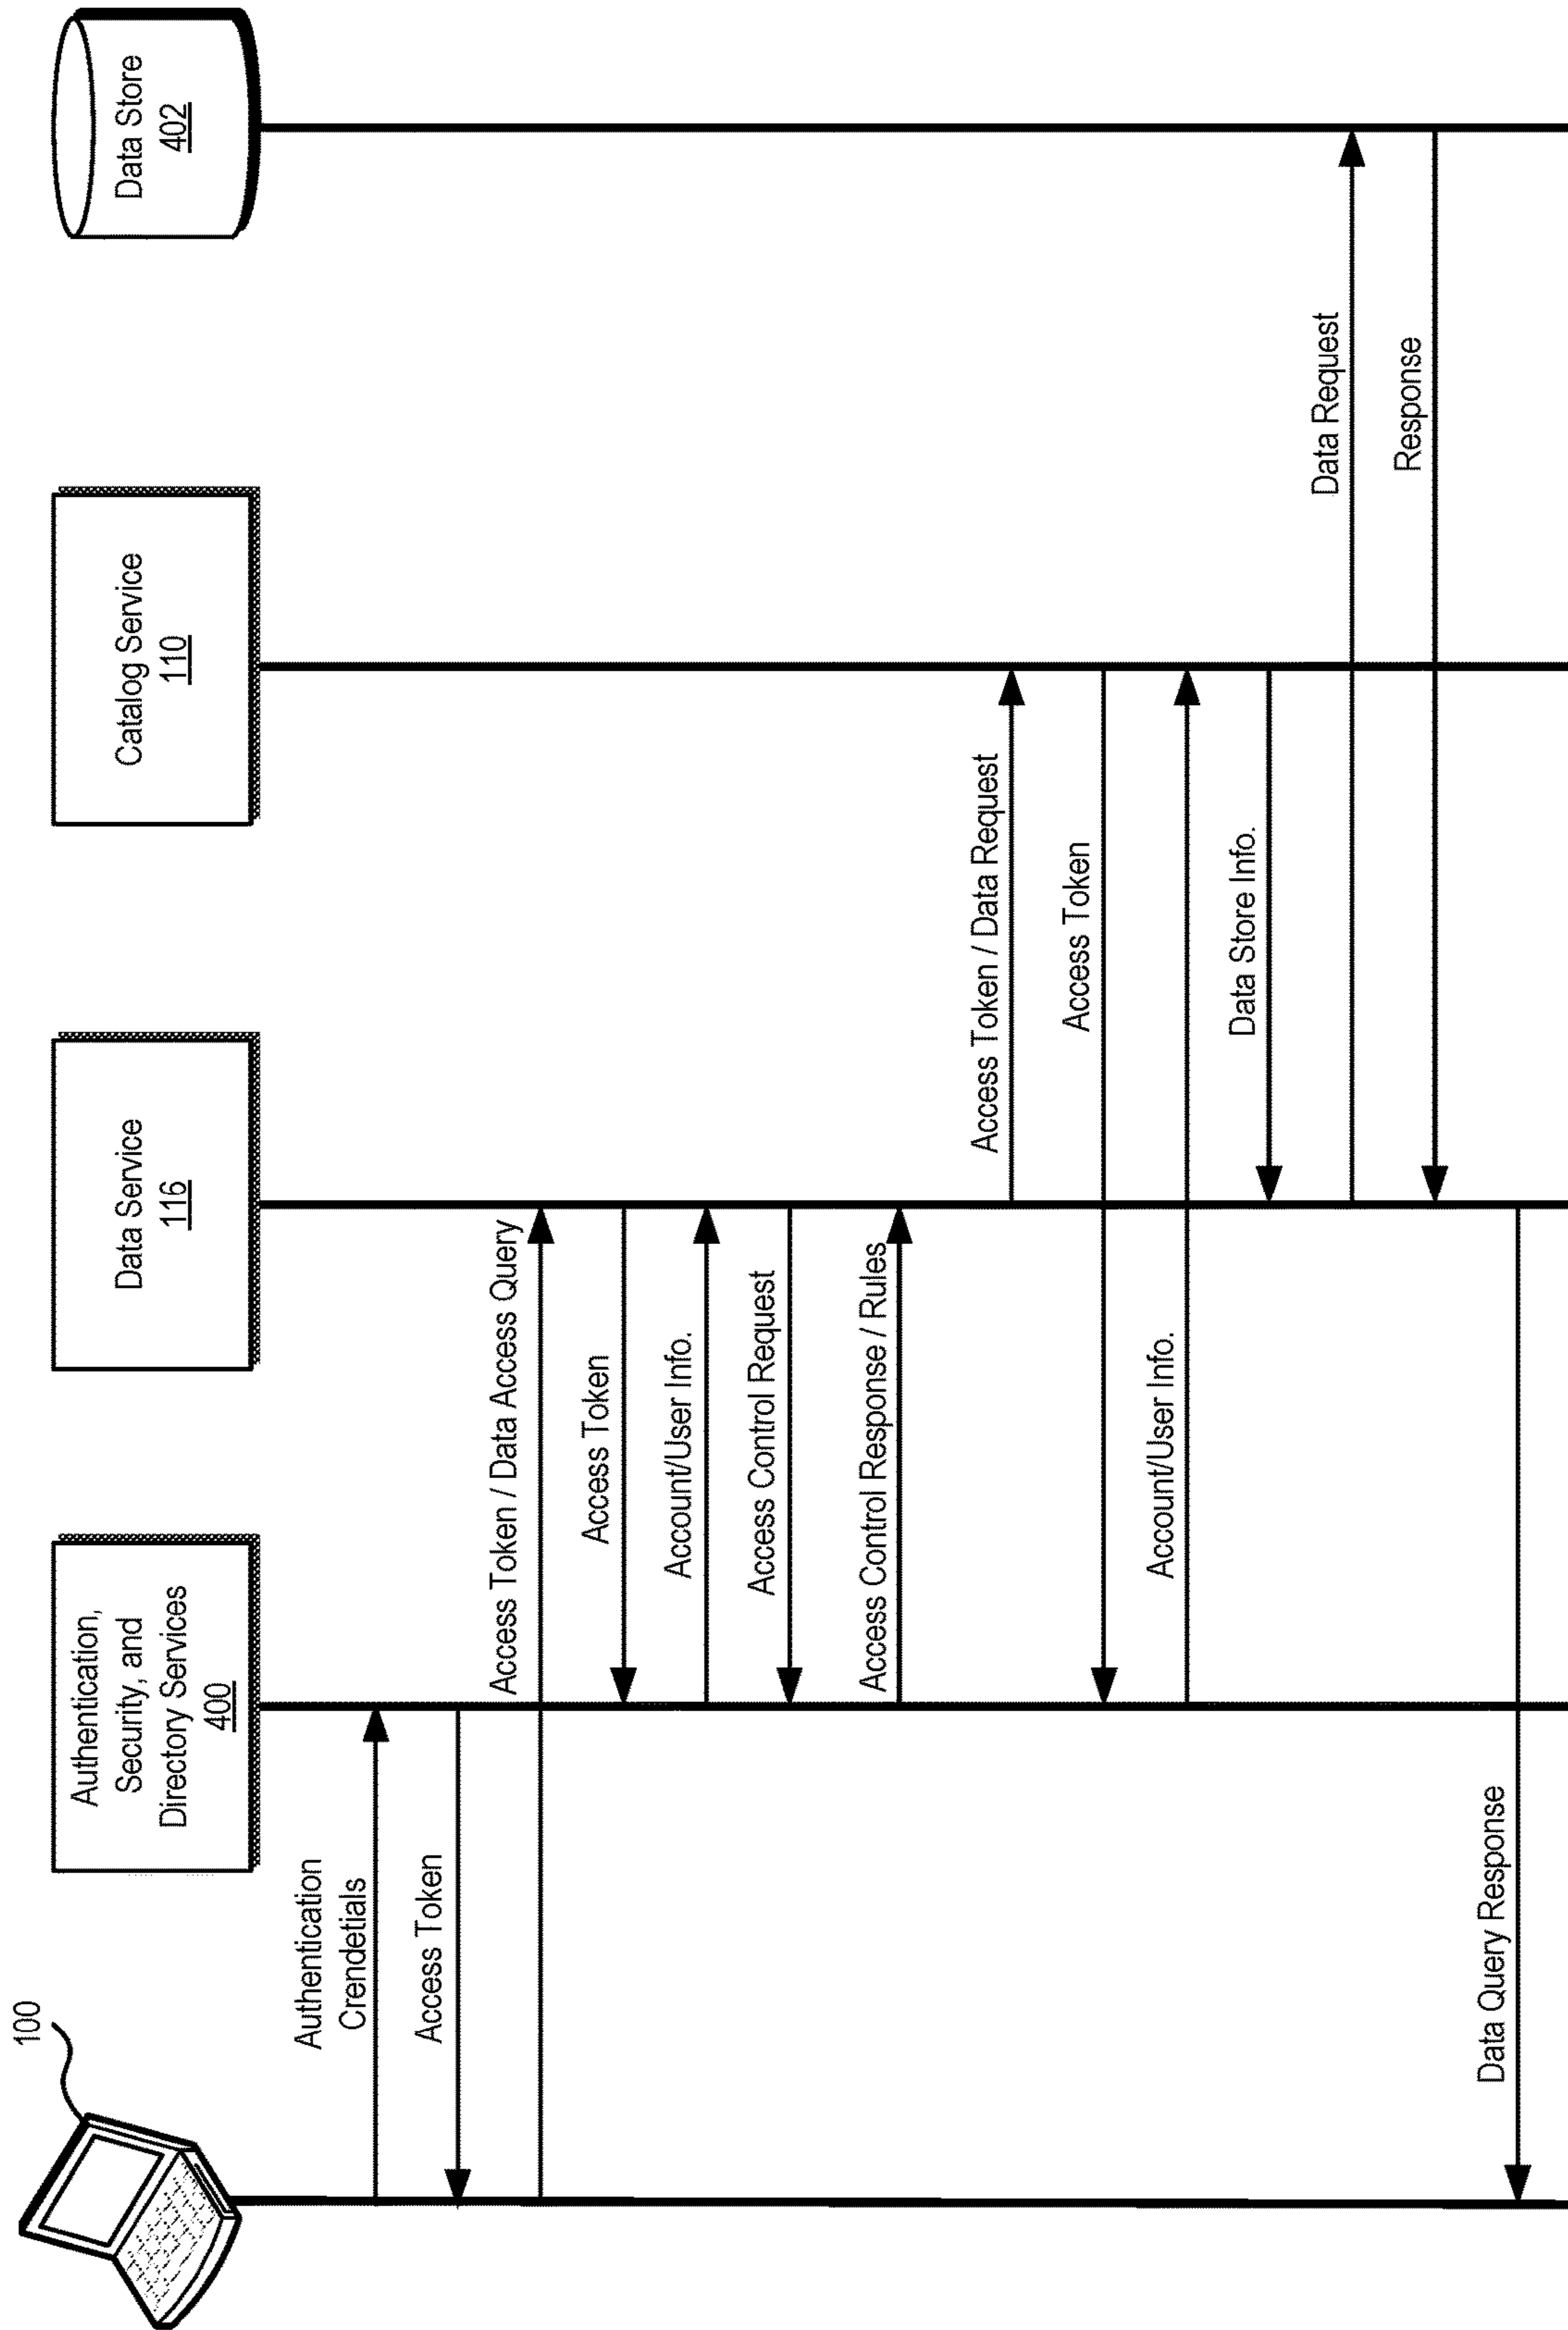 100
Authentication,
Security, and
Directory Services
400
Data Service
116
Catalog Service
110
Data Store
402
Authentication
Crendetials
Access Token
Access Token / Data Access Query
Access Token
Account/User Info.
Access Control Request
Access Control Response / Rules
Access Token / Data Request
Access Token
Account/User Info.
Data Store Info.
Data Request
Response
Data Query Response